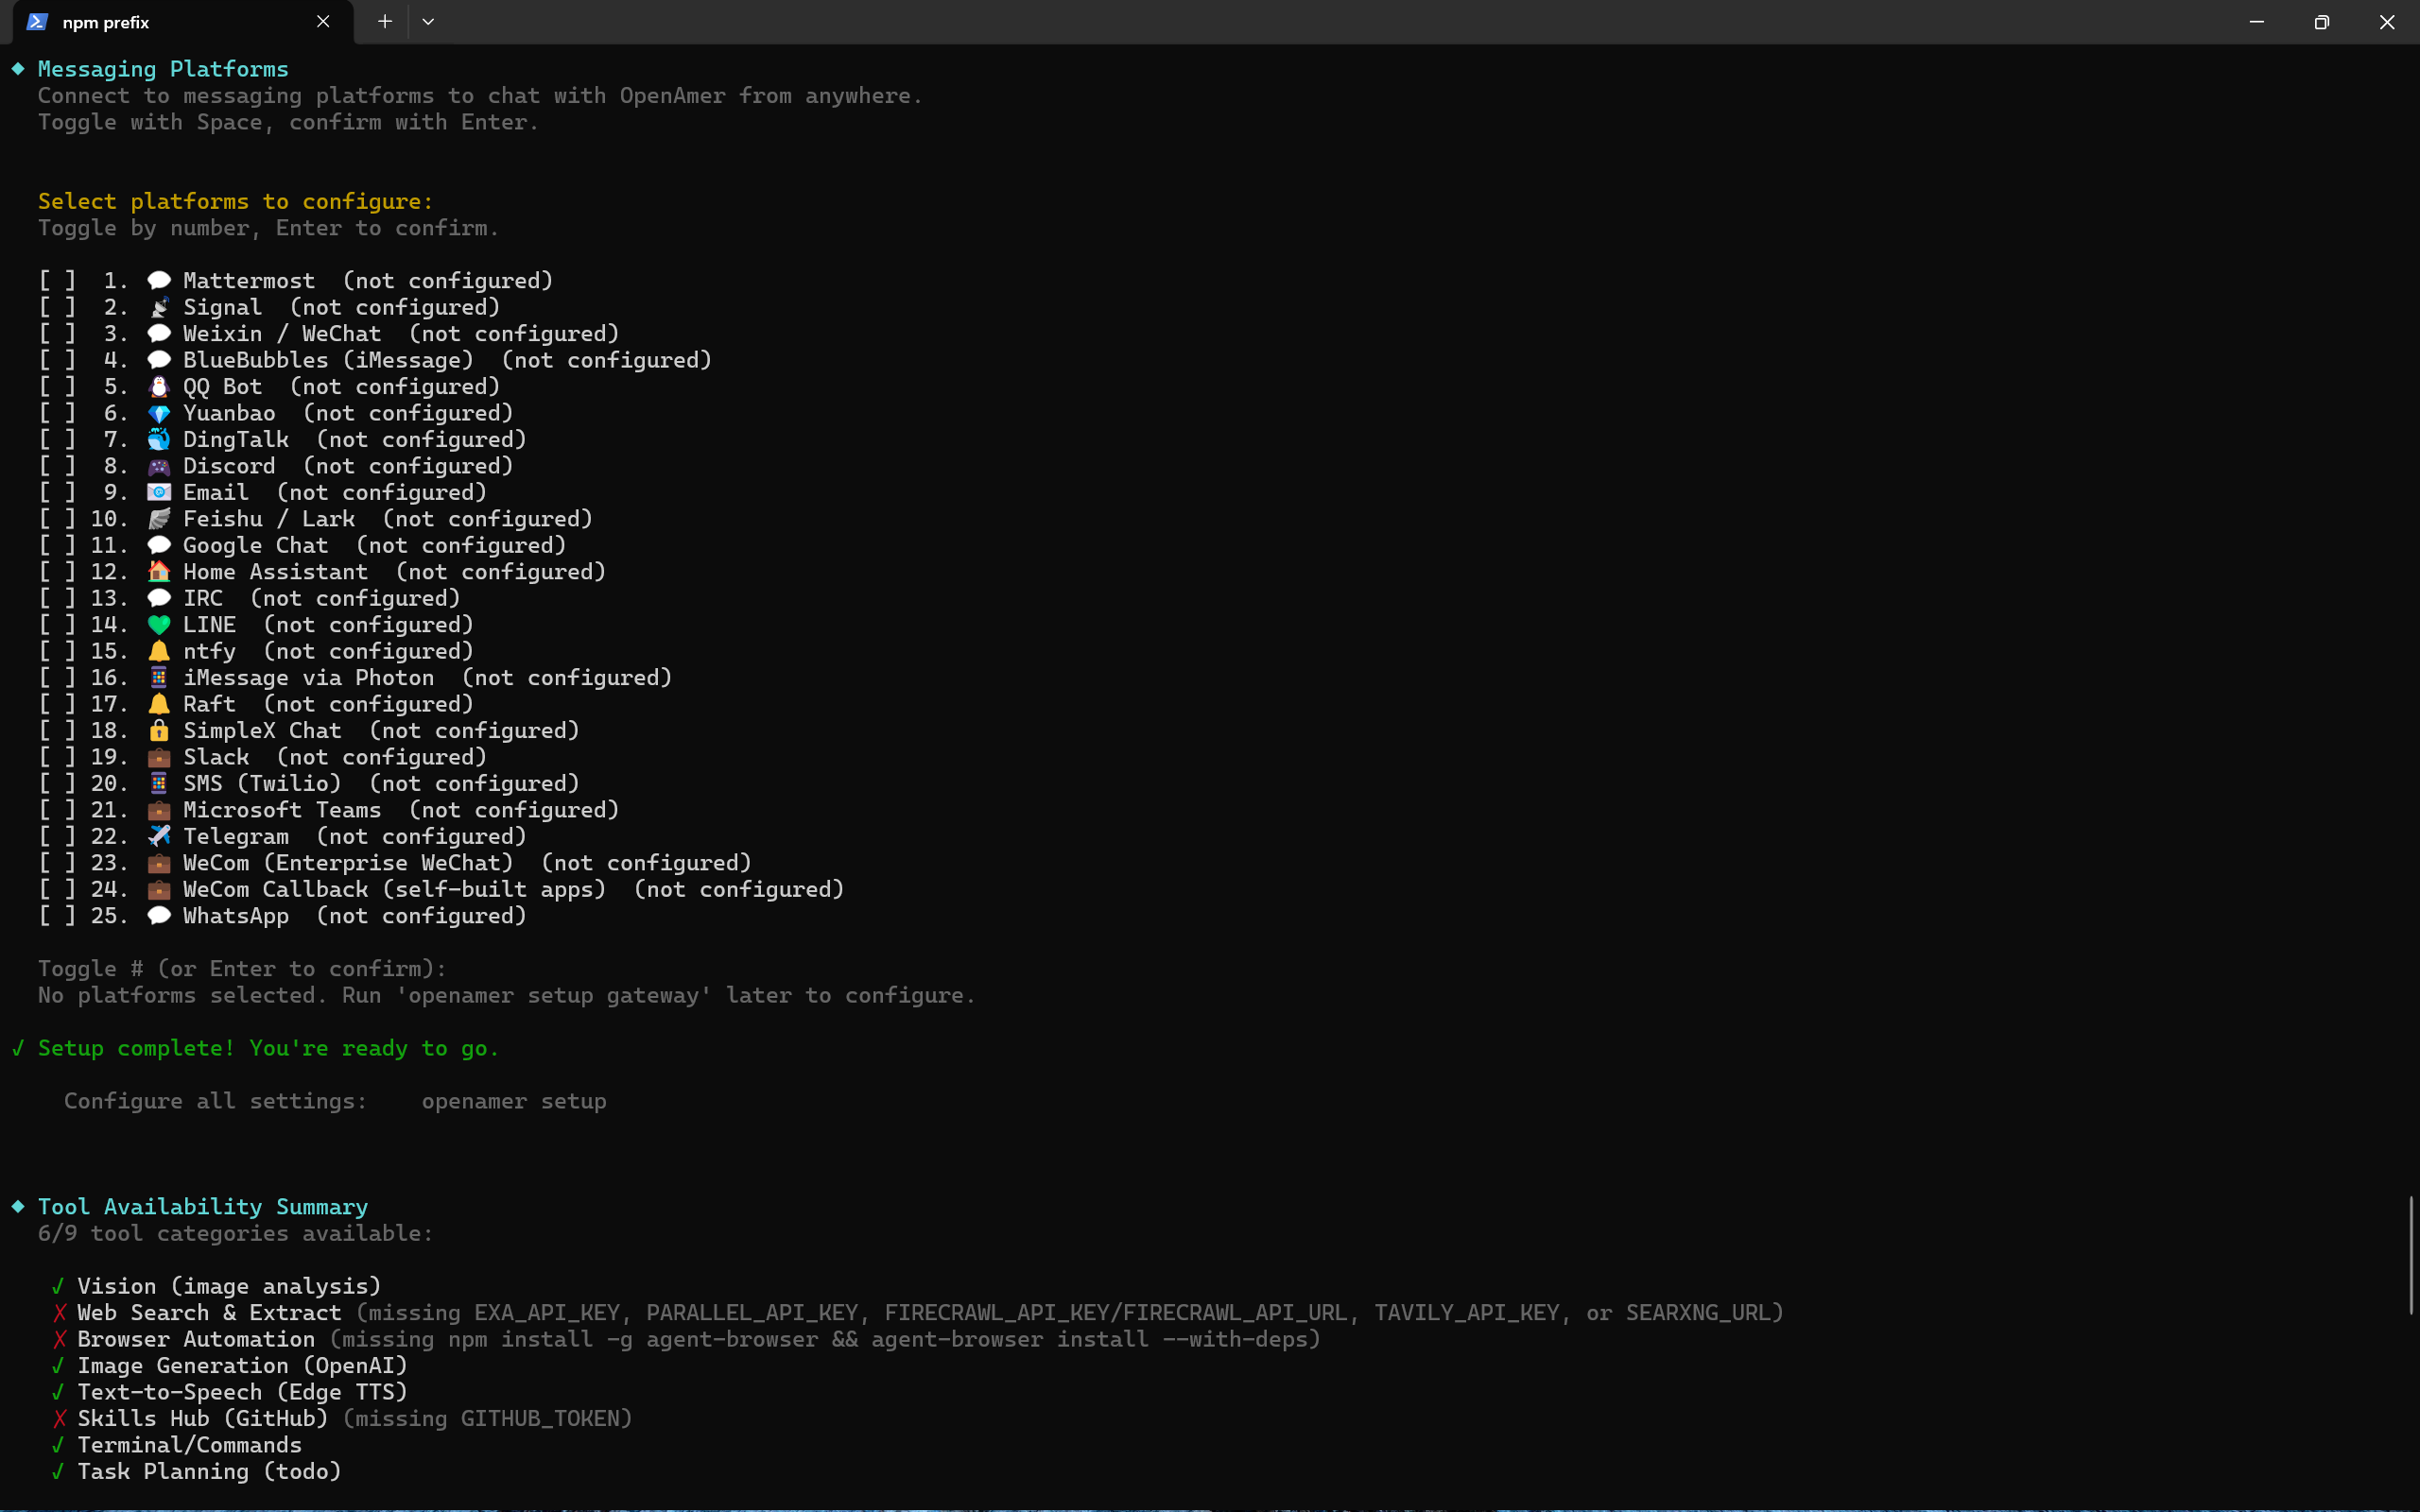 npm prefix
◆ Messaging Platforms
Connect to messaging platforms to chat with OpenAmer from anywhere.
Toggle with Space, confirm with Enter.
Select platforms to configure:
Toggle by number, Enter to confirm.
[ ]  1. 💬 Mattermost  (not configured)
[ ]  2. 📡 Signal  (not configured)
[ ]  3. 💬 Weixin / WeChat  (not configured)
[ ]  4. 💬 BlueBubbles (iMessage)  (not configured)
[ ]  5. 🐧 QQ Bot  (not configured)
[ ]  6. 💎 Yuanbao  (not configured)
[ ]  7. 🐳 DingTalk  (not configured)
[ ]  8. 🎮 Discord  (not configured)
[ ]  9. 📧 Email  (not configured)
[ ] 10. 🪽 Feishu / Lark  (not configured)
[ ] 11. 💬 Google Chat  (not configured)
[ ] 12. 🏠 Home Assistant  (not configured)
[ ] 13. 💬 IRC  (not configured)
[ ] 14. 💚 LINE  (not configured)
[ ] 15. 🔔 ntfy  (not configured)
[ ] 16. 📱 iMessage via Photon  (not configured)
[ ] 17. 🔔 Raft  (not configured)
[ ] 18. 🔒 SimpleX Chat  (not configured)
[ ] 19. 💼 Slack  (not configured)
[ ] 20. 📱 SMS (Twilio)  (not configured)
[ ] 21. 💼 Microsoft Teams  (not configured)
[ ] 22. ✈️ Telegram  (not configured)
[ ] 23. 💼 WeCom (Enterprise WeChat)  (not configured)
[ ] 24. 💼 WeCom Callback (self-built apps)  (not configured)
[ ] 25. 💬 WhatsApp  (not configured)
Toggle # (or Enter to confirm):
No platforms selected. Run 'openamer setup gateway' later to configure.
✓ Setup complete! You're ready to go.
Configure all settings:    openamer setup
◆ Tool Availability Summary
6/9 tool categories available:
✓ Vision (image analysis)
✗ Web Search & Extract (missing EXA_API_KEY, PARALLEL_API_KEY, FIRECRAWL_API_KEY/FIRECRAWL_API_URL, TAVILY_API_KEY, or SEARXNG_URL)
✗ Browser Automation (missing npm install -g agent-browser && agent-browser install --with-deps)
✓ Image Generation (OpenAI)
✓ Text-to-Speech (Edge TTS)
✗ Skills Hub (GitHub) (missing GITHUB_TOKEN)
✓ Terminal/Commands
✓ Task Planning (todo)